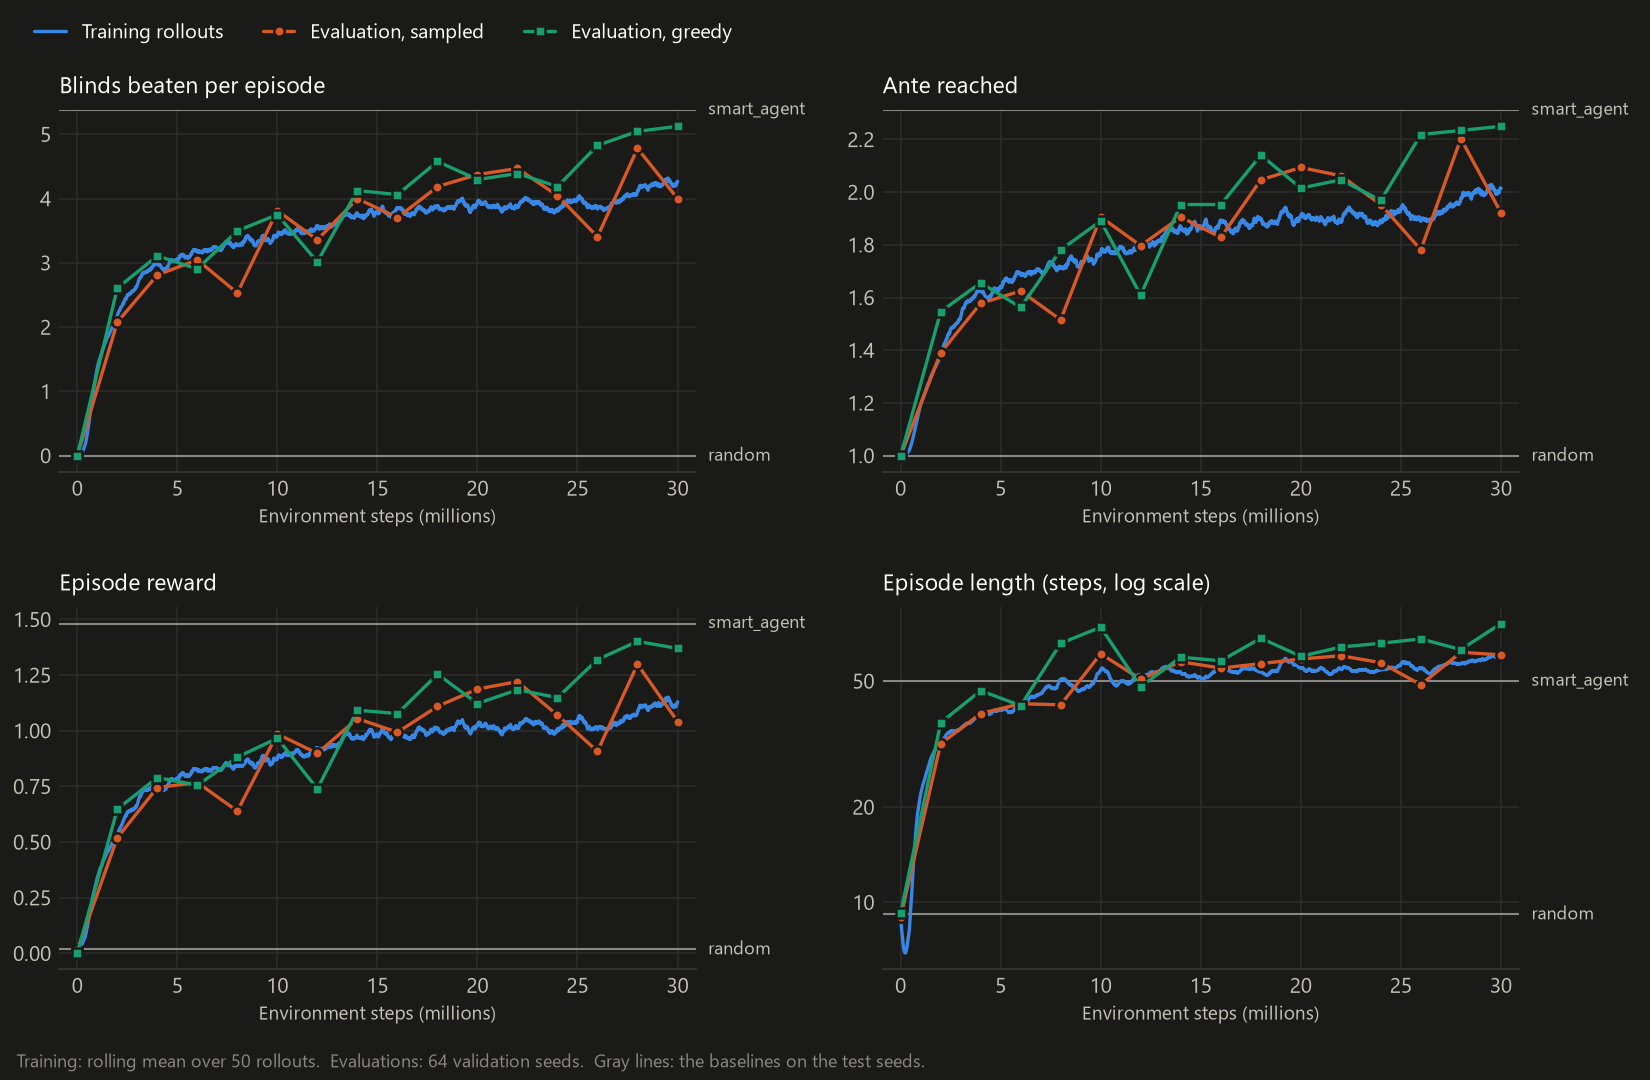 Training rollouts
Evaluation, sampled
Evaluation, greedy
Blinds beaten per episode
smart_agent
5
4
3
2
1
0
random
0 5 10 15 20 25 30
Environment steps (millions)
Ante reached
smart_agent
2.2
2.0
1.8
1.6
1.4
1.2
1.0
random
0 5 10 15 20 25 30
Environment steps (millions)
Episode reward
1.50
smart_agent
1.25
1.00
0.75
0.50
0.25
0.00
random
0 5 10 15 20 25 30
Environment steps (millions)
Episode length (steps, log scale)
50
smart_agent
20
10
random
0 5 10 15 20 25 30
Environment steps (millions)
Training: rolling mean over 50 rollouts. Evaluations: 64 validation seeds. Gray lines: the baselines on the test seeds.